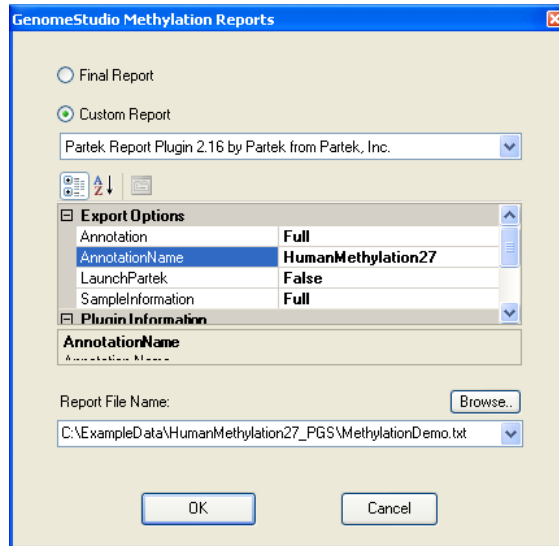 GenomeStudio Methylation Reports
Final Report
Custom Report
Partek Report Plugin 2.16 by Partek from Partek, Inc.
Export Options
Annotation Full
AnnotationName HumanMethylation27
LaunchPartek False
SampleInformation Full
Plugin Information
AnnotationName
Annotation Name
Report File Name:
Browse..
C:\ExampleData\HumanMethylation27_PGS\MethylationDemo.txt
OK Cancel